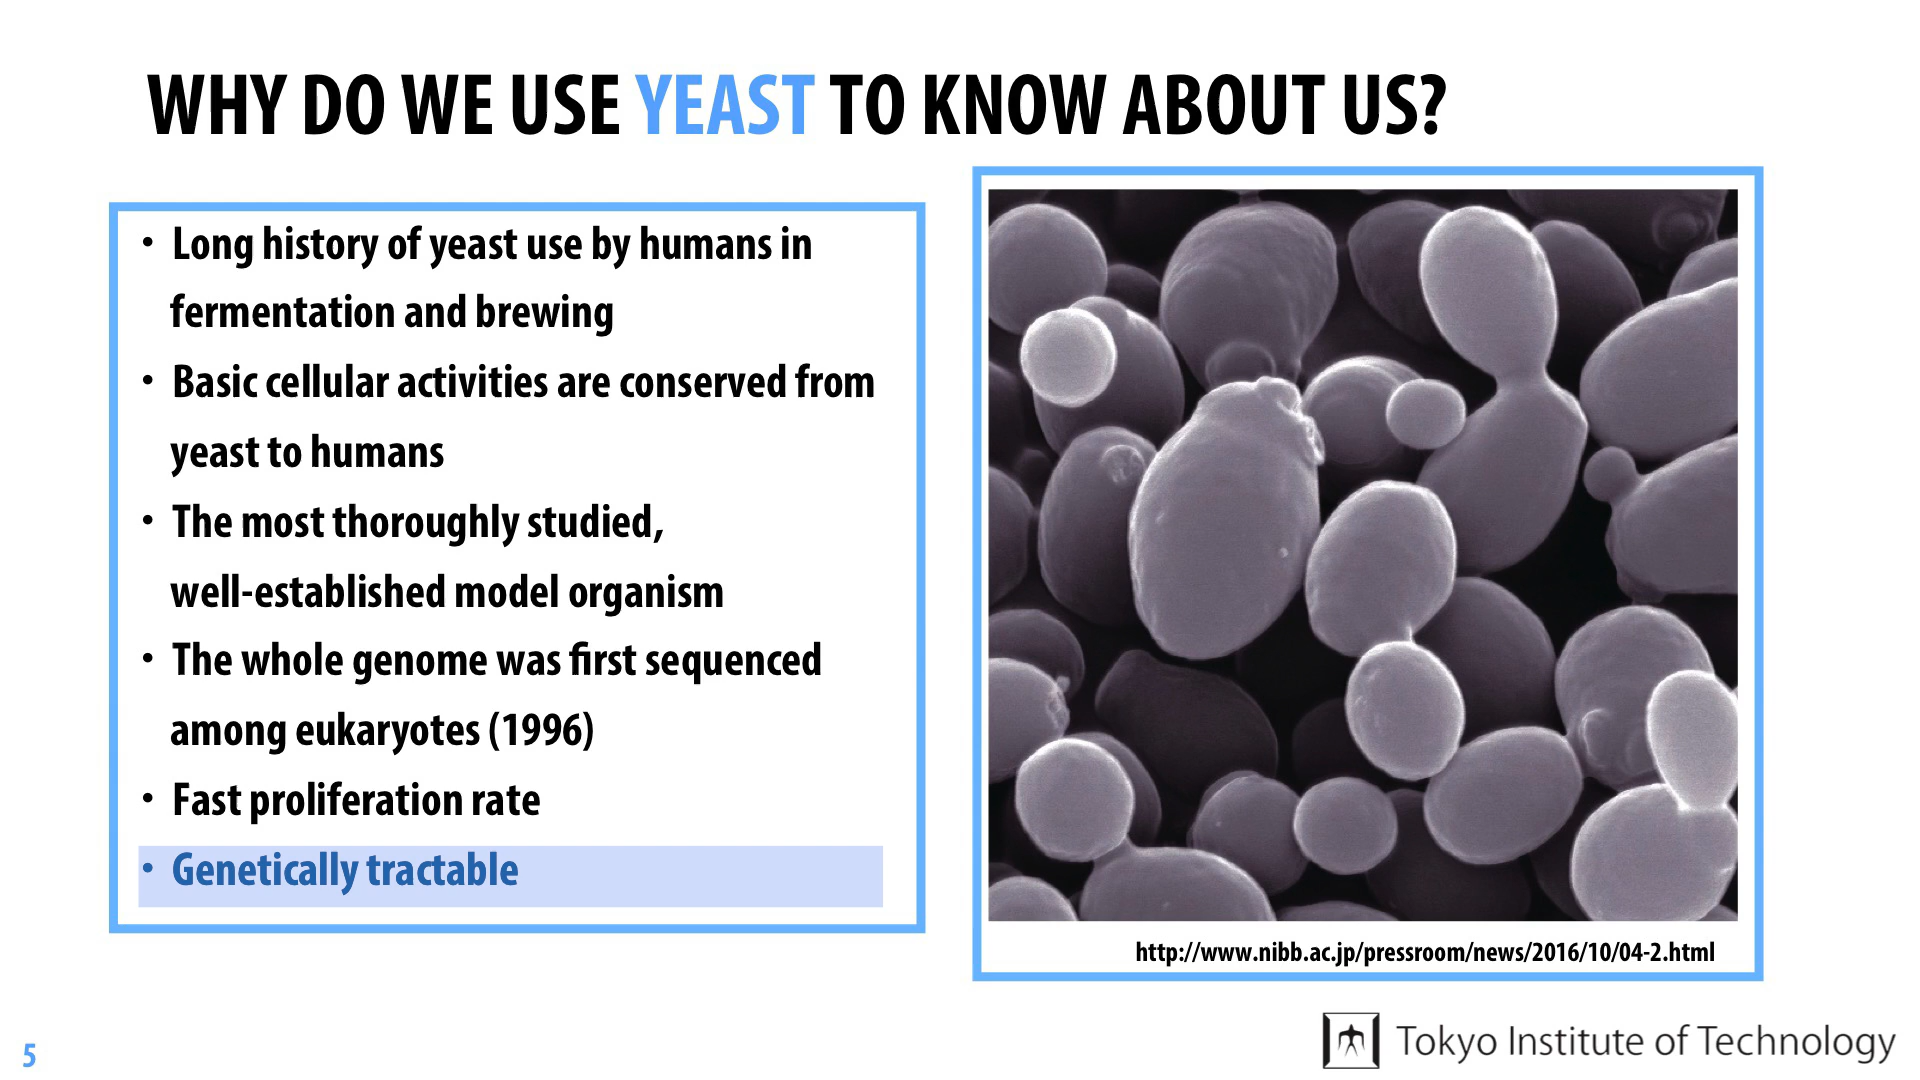 WHY DO WE USE YEAST TO KNOW ABOUT US?
・ Long history of yeast use by humans in
fermentation and brewing
・ Basic cellular activities are conserved from
yeast to humans
・ The most thoroughly studied,
well-established model organism
・ The whole genome was first sequenced
among eukaryotes (1996)
・ Fast proliferation rate
・ Genetically tractable
http://www.nibb.ac.jp/pressroom/news/2016/10/04-2.html
5
Tokyo Institute of Technology